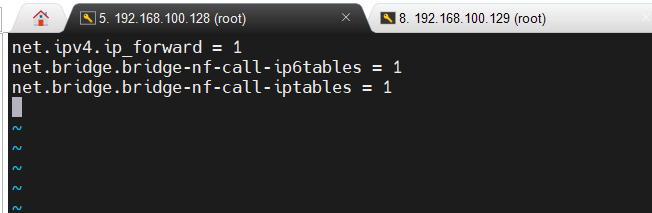 5. 192.168.100.128 (root)
8. 192.168.100.129 (root)
net.ipv4.ip_forward = 1
net.bridge.bridge-nf-call-ip6tables = 1
net.bridge.bridge-nf-call-iptables = 1
~
~
~
~
~